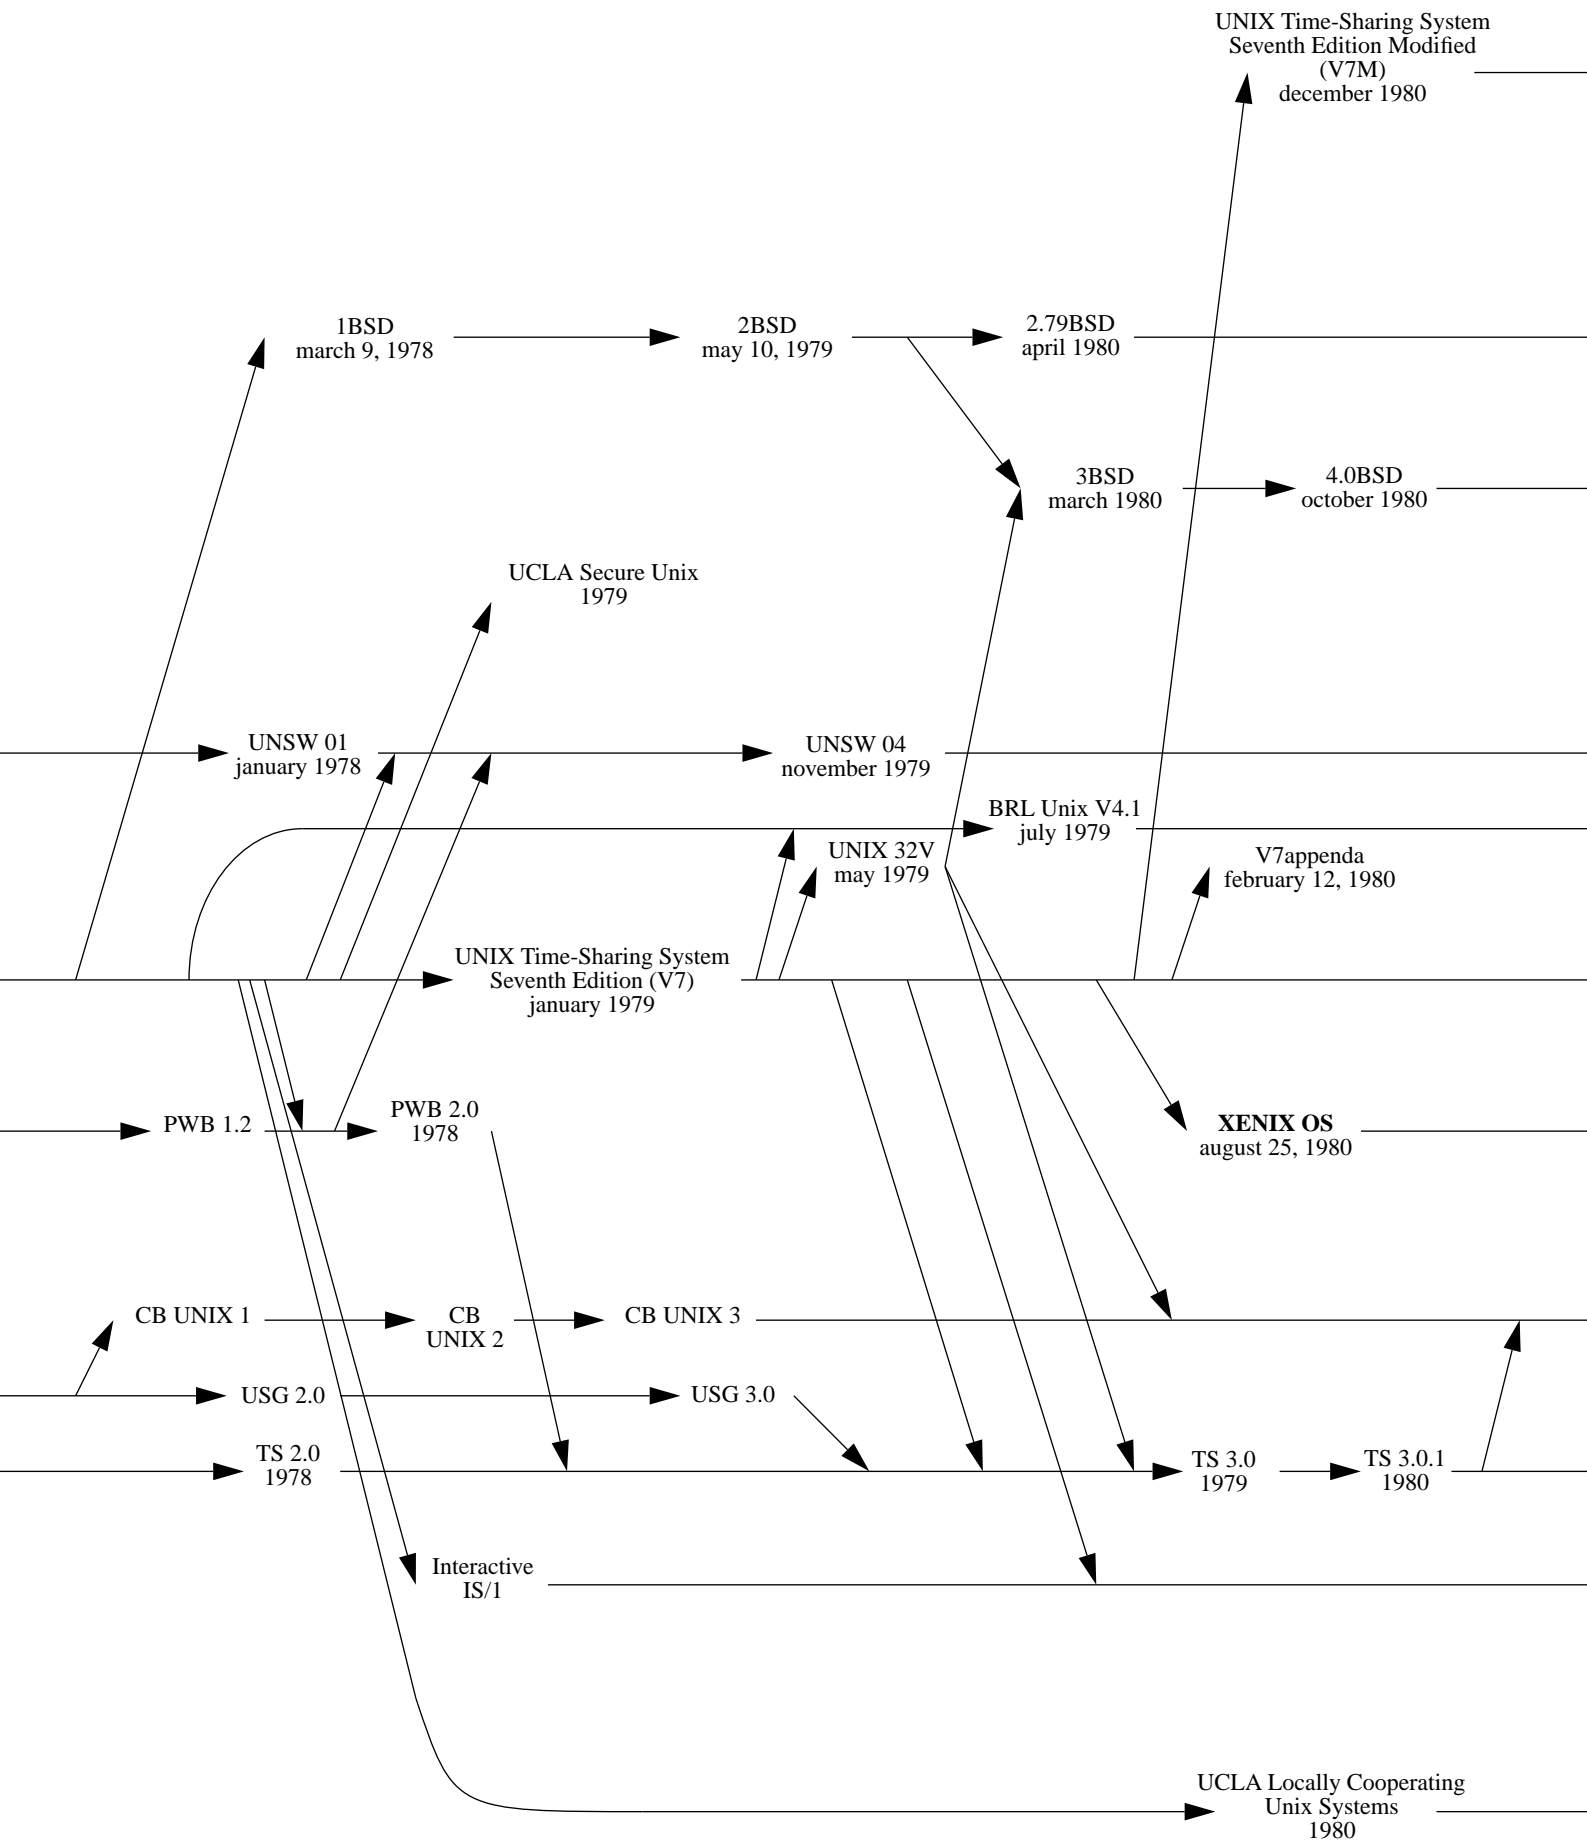 UNIX Time-Sharing System
Seventh Edition Modified
(V7M)
december 1980
1BSD
march 9, 1978
2BSD
may 10, 1979
2.79BSD
april 1980
3BSD
march 1980
4.0BSD
october 1980
UCLA Secure Unix
1979
UNSW 01
january 1978
UNSW 04
november 1979
BRL Unix V4.1
july 1979
UNIX 32V
may 1979
V7appenda
february 12, 1980
UNIX Time-Sharing System
Seventh Edition (V7)
january 1979
PWB 1.2
PWB 2.0
1978
XENIX OS
august 25, 1980
CB UNIX 1
CB
UNIX 2
CB UNIX 3
USG 2.0
USG 3.0
TS 2.0
1978
TS 3.0
1979
TS 3.0.1
1980
Interactive
IS/1
UCLA Locally Cooperating
Unix Systems
1980